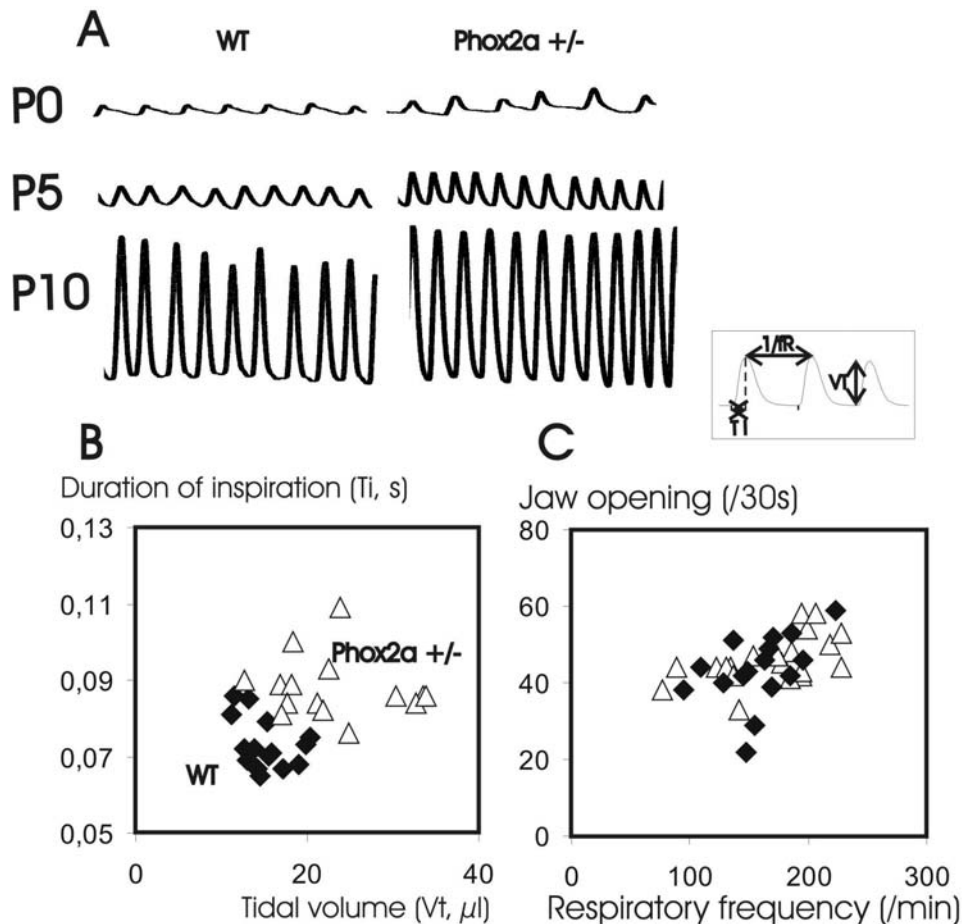 A
WT Phox2a +/-
P0
P5
P10
1/fR
VT
TI
B
Duration of inspiration (Ti, s)
0,13
0,11
0,09
0,07
0,05
Phox2a +/-
WT
0 20 40
Tidal volume (Vt, µl)
C
Jaw opening (/30s)
80
60
40
20
0
0 100 200 300
Respiratory frequency (/min)